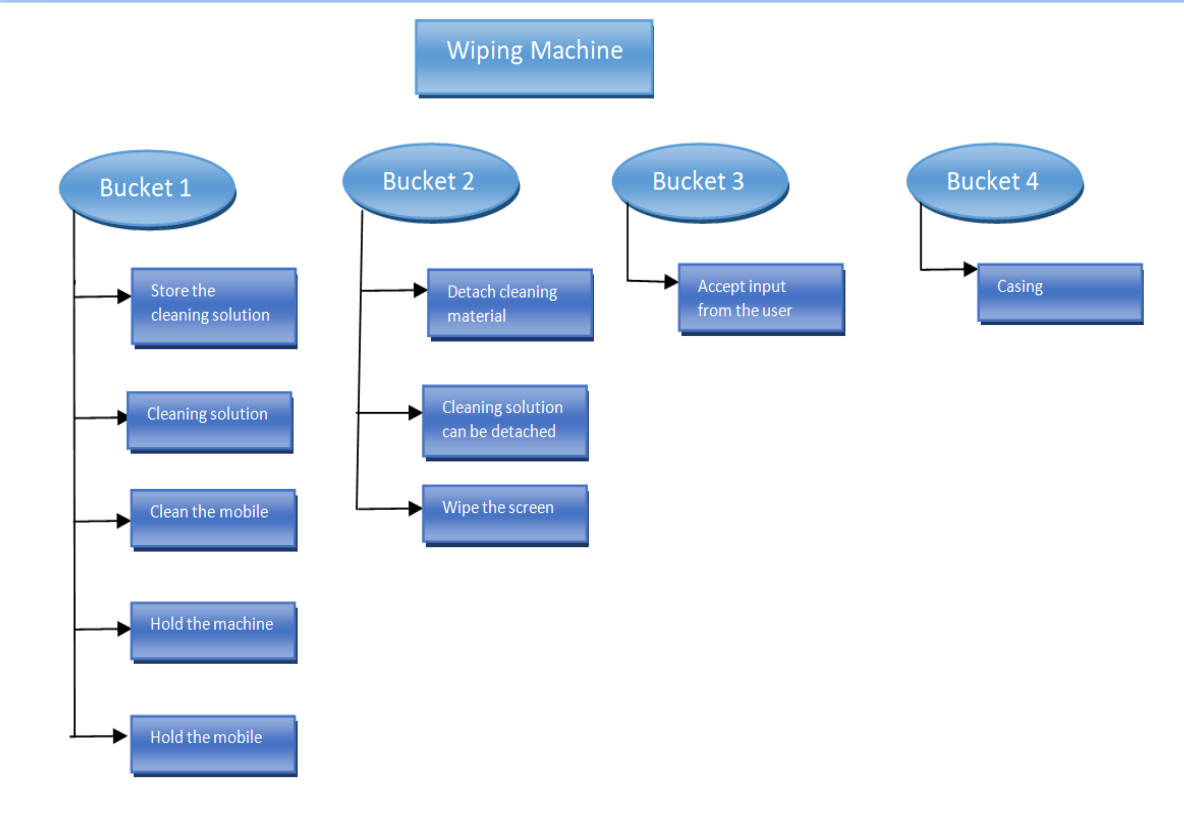 Wiping Machine
Bucket 1
Store the
cleaning solution
Cleaning solution
Clean the mobile
Hold the machine
Hold the mobile
Bucket 2
Detach cleaning
material
Cleaning solution
can be detached
Wipe the screen
Bucket 3
Accept input
from the user
Bucket 4
Casing